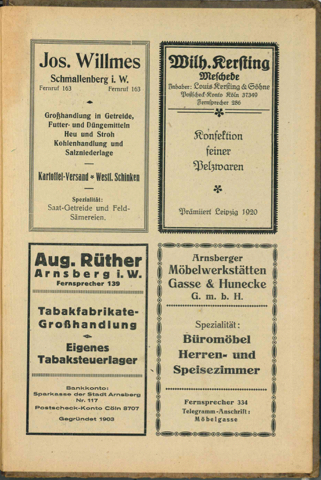 Jos. Willmes
Schmallenberg i. W.
Fernruf 163 Fernruf 163
Großhandlung in Getreide,
Futter- und Düngemitteln
Heu und Stroh
Kohlenhandlung und
Salzniederlage
Kartoffel-Versand • Westf. Schinken
Spezialität:
Saat-Getreide und Feld-
Sämereien.
Wilh. Kersting
Meschede
Inhaber: Louis Kersting & Söhne
Postscheck-Konto Köln 37349
Fernsprecher 286
Konfektion
feiner
Pelzwaren
Prämiiert Leipzig 1920
Aug. Rüther
Arnsberg i. W.
Fernsprecher 139
Tabakfabrikate-
Großhandlung
Eigenes
Tabaksteuerlager
Bankkonto:
Sparkasse der Stadt Arnsberg
Nr. 117
Postscheck-Konto Cöln 8707
Gegründet 1903
Arnsberger
Möbelwerkstätten
Gasse & Hunecke
G. m. b. H.
Spezialität:
Büromöbel
Herren- und
Speisezimmer
Fernsprecher 334
Telegramm-Anschrift:
Möbelgasse